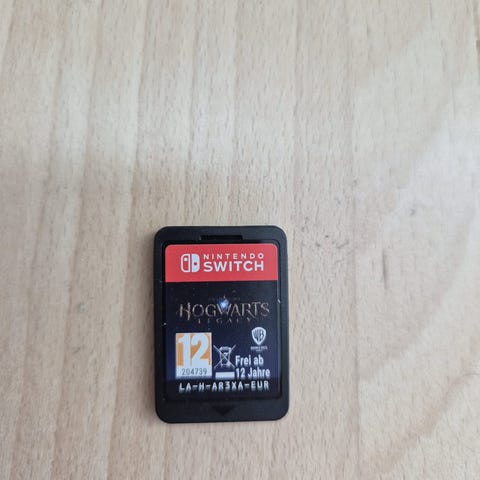 NINTENDO
SWITCH
HOGWARTS
LEGACY
12
204739
Frei ab
12 Jahre
LA-H-AR3XA-EUR